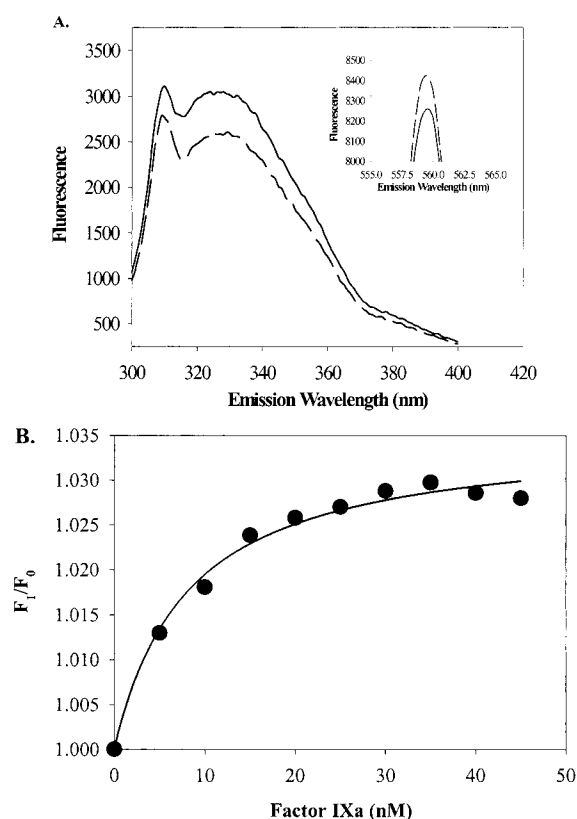 A.
3500
3000
2500
2000
1500
1000
500
Fluorescence
300 320 340 360 380 400 420
Emission Wavelength (nm)
8500
8400
8300
8200
8100
8000
Fluorescence
555.0 557.5 560.0 562.5 565.0
Emission Wavelength (nm)
B.
1.035
1.030
1.025
1.020
1.015
1.010
1.005
1.000
F1/F0
0 10 20 30 40 50
Factor IXa (nM)